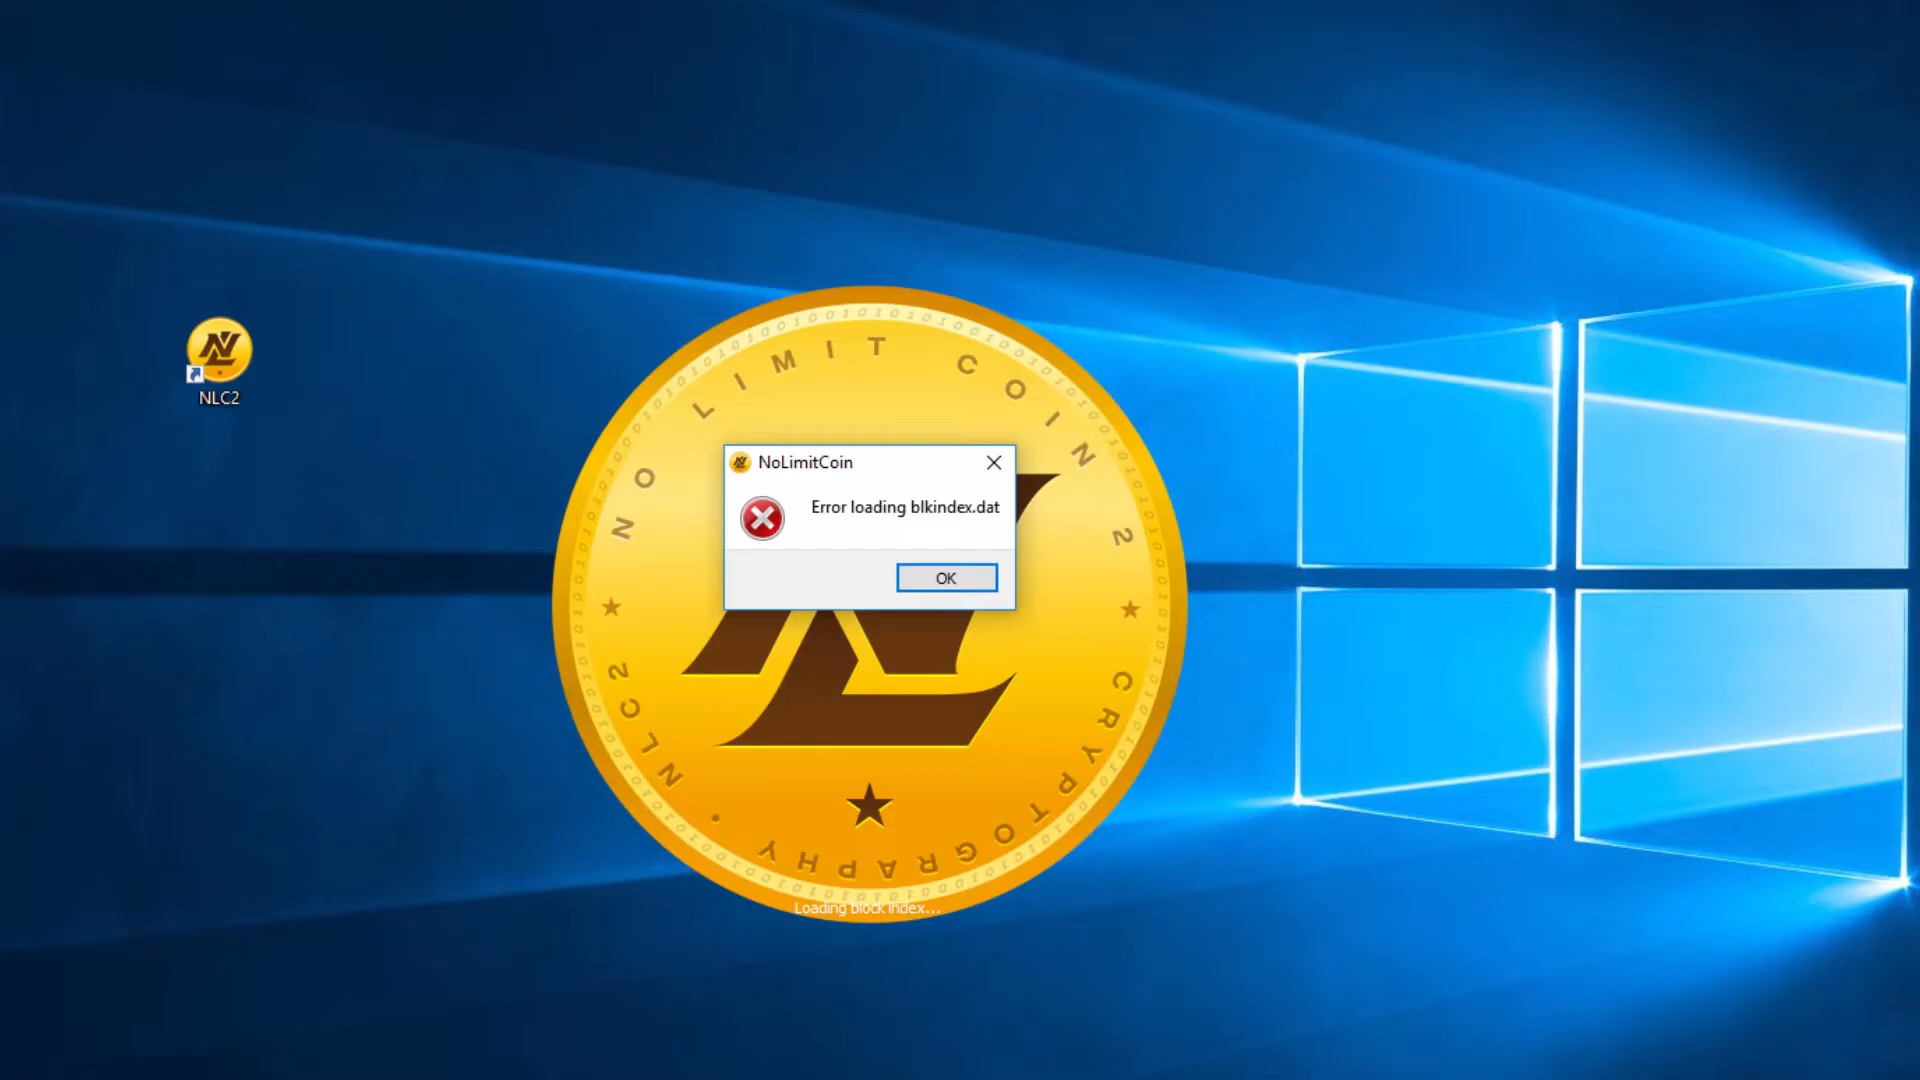 NLC2
NO LIMIT COIN 2
CRYPTOGRAPHY • NLC2
NoLimitCoin
Error loading blkindex.dat
OK
Loading block index...